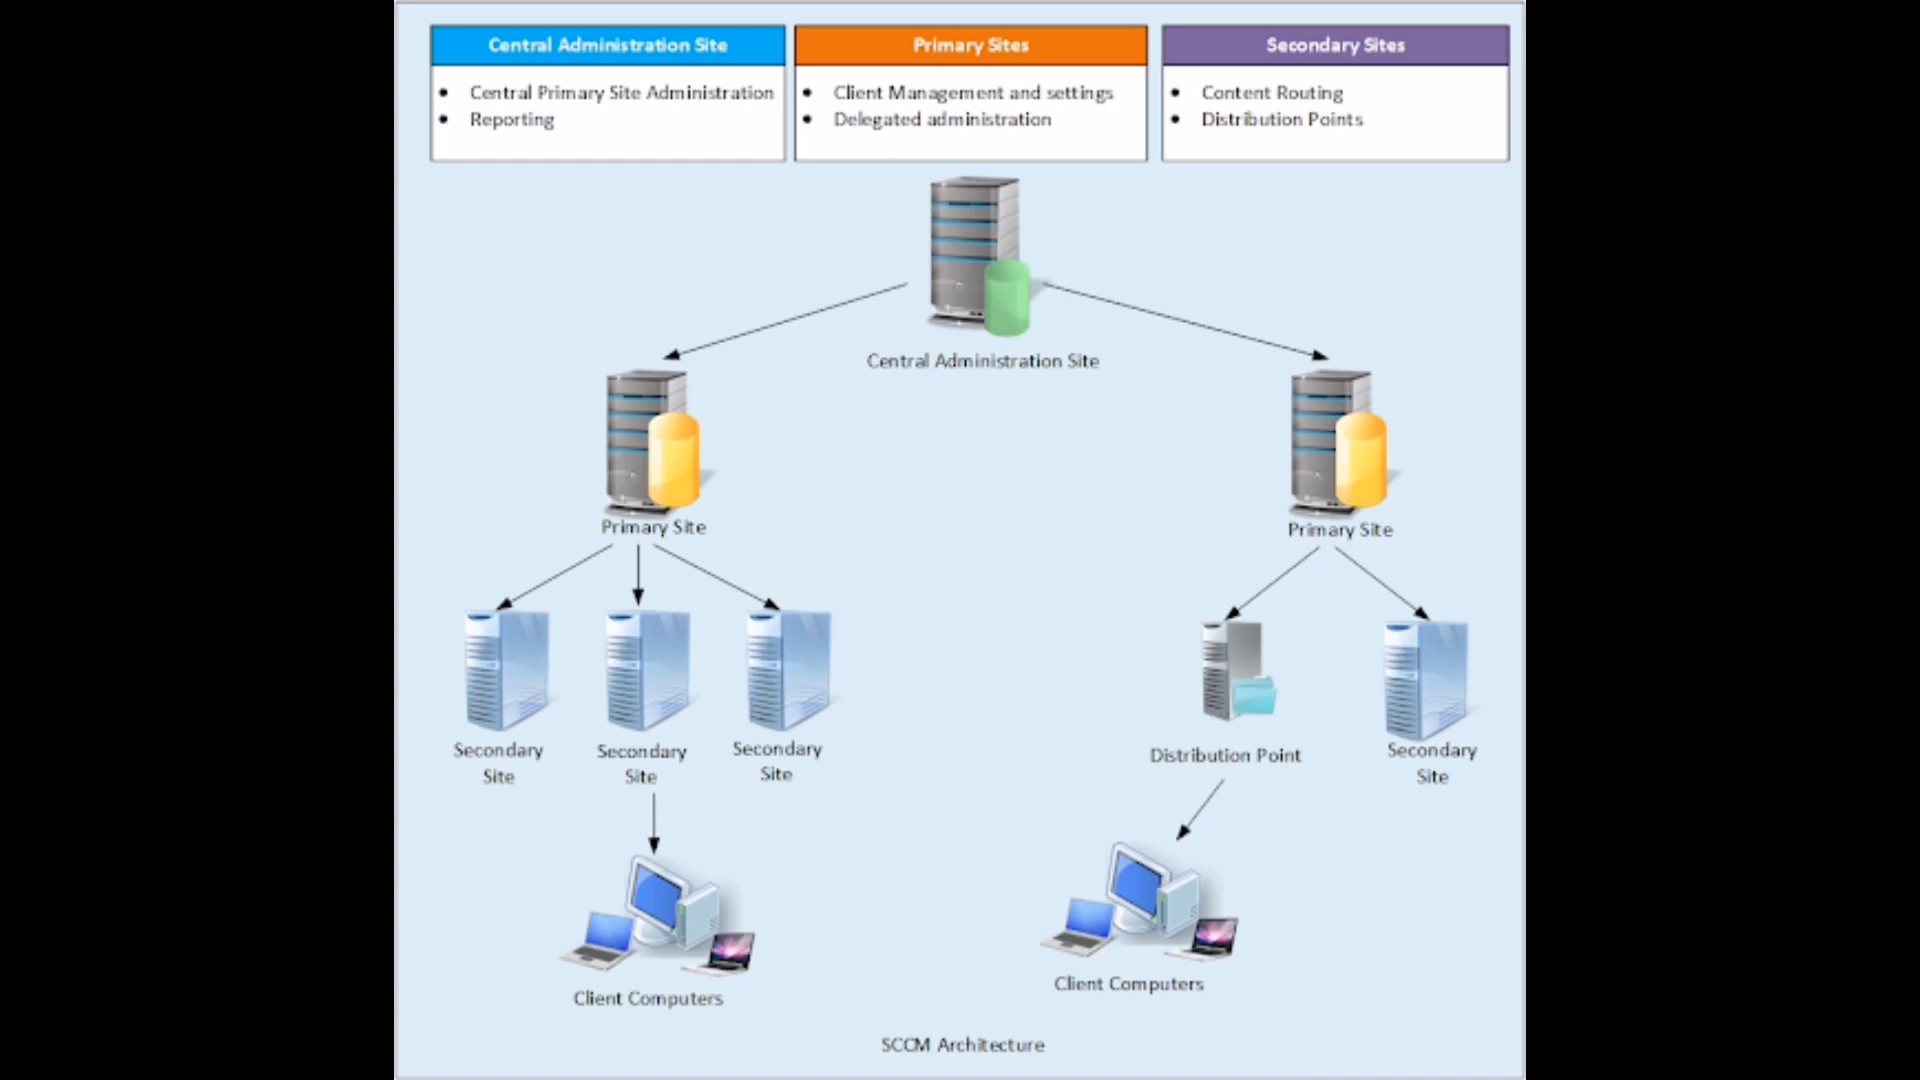 Central Administration Site
Central Primary Site Administration
Reporting
Primary Sites
Client Management and settings
Delegated administration
Secondary Sites
Content Routing
Distribution Points
Central Administration Site
Primary Site
Primary Site
Secondary
Site
Secondary
Site
Secondary
Site
Distribution Point
Secondary
Site
Client Computers
Client Computers
SCCM Architecture